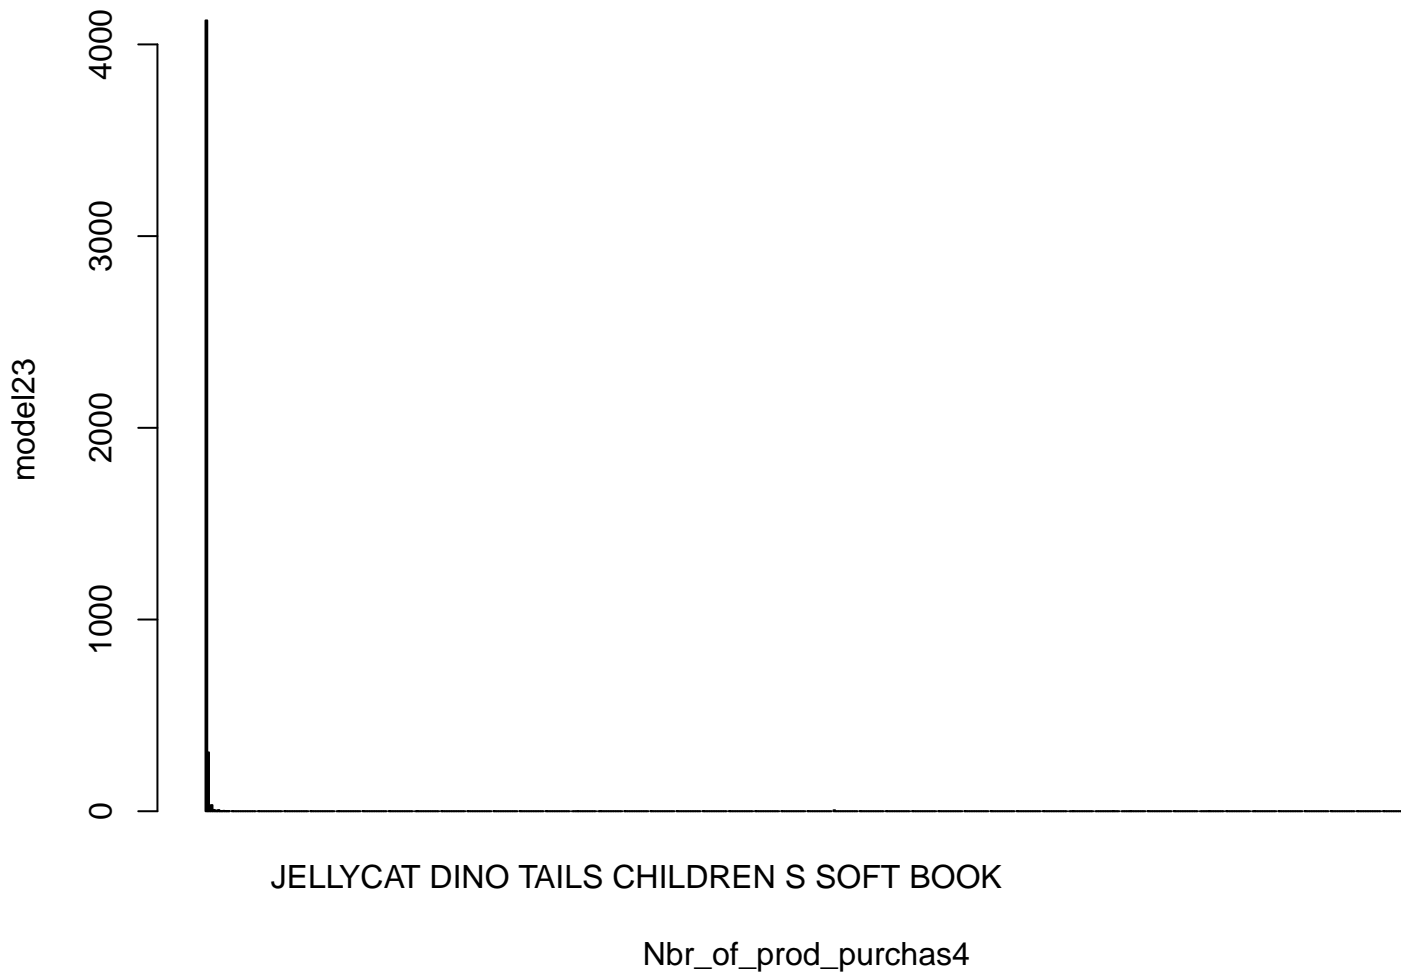 4000
3000
2000
1000
0
model23
JELLYCAT DINO TAILS CHILDREN S SOFT BOOK
Nbr_of_prod_purchas4